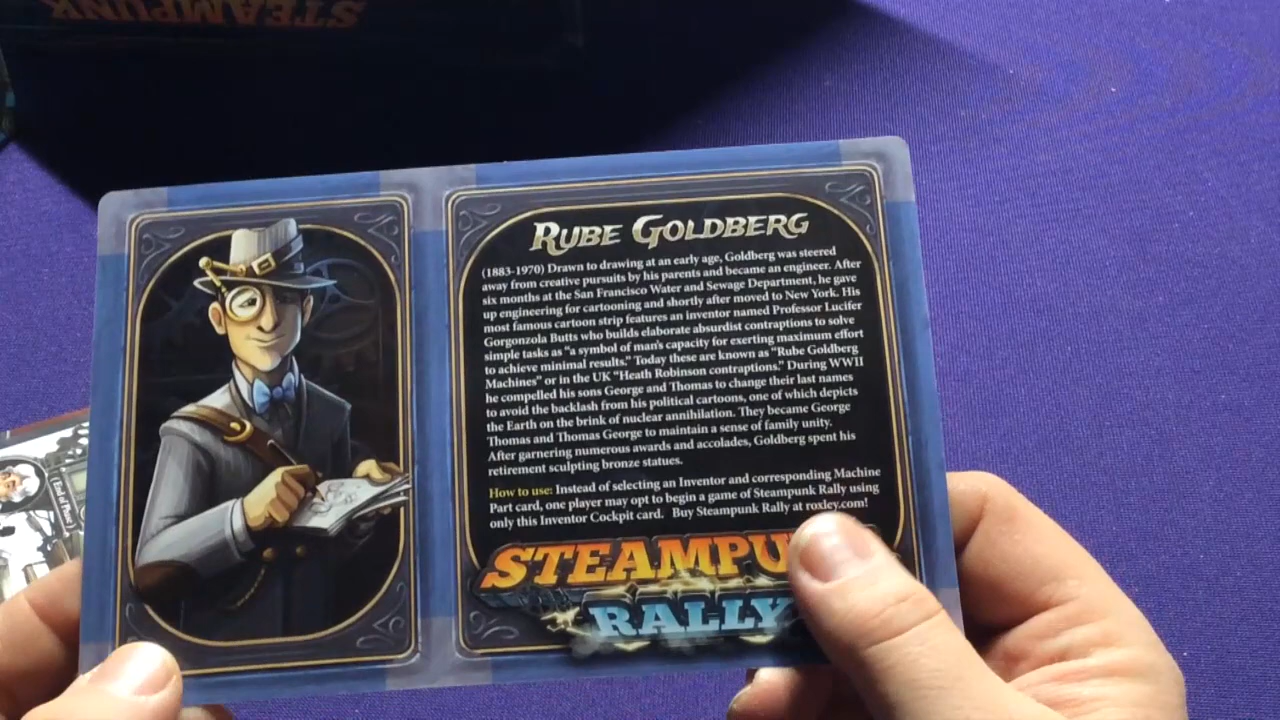 STEAMPUNK
RUBE GOLDBERG
(1883-1970) Drawn to drawing at an early age, Goldberg was steered
away from creative pursuits by his parents and became an engineer. After
six months at the San Francisco Water and Sewage Department, he gave
up engineering for cartooning and shortly after moved to New York. His
most famous cartoon strip features an inventor named Professor Lucifer
Gorgonzola Butts who builds elaborate absurdist contraptions to solve
simple tasks as “a symbol of man's capacity for exerting maximum effort
to achieve minimal results.” Today these are known as “Rube Goldberg
Machines” or in the UK “Heath Robinson contraptions.” During WWII
he compelled his sons George and Thomas to change their last names
to avoid the backlash from his political cartoons, one of which depicts
the Earth on the brink of nuclear annihilation. They became George
Thomas and Thomas George to maintain a sense of family unity.
After garnering numerous awards and accolades, Goldberg spent his
retirement sculpting bronze statues.
How to use: Instead of selecting an Inventor and corresponding Machine
Part card, one player may opt to begin a game of Steampunk Rally using
only this Inventor Cockpit card. Buy Steampunk Rally at roxley.com!
STEAMPU
RALLY
(End of Phase)